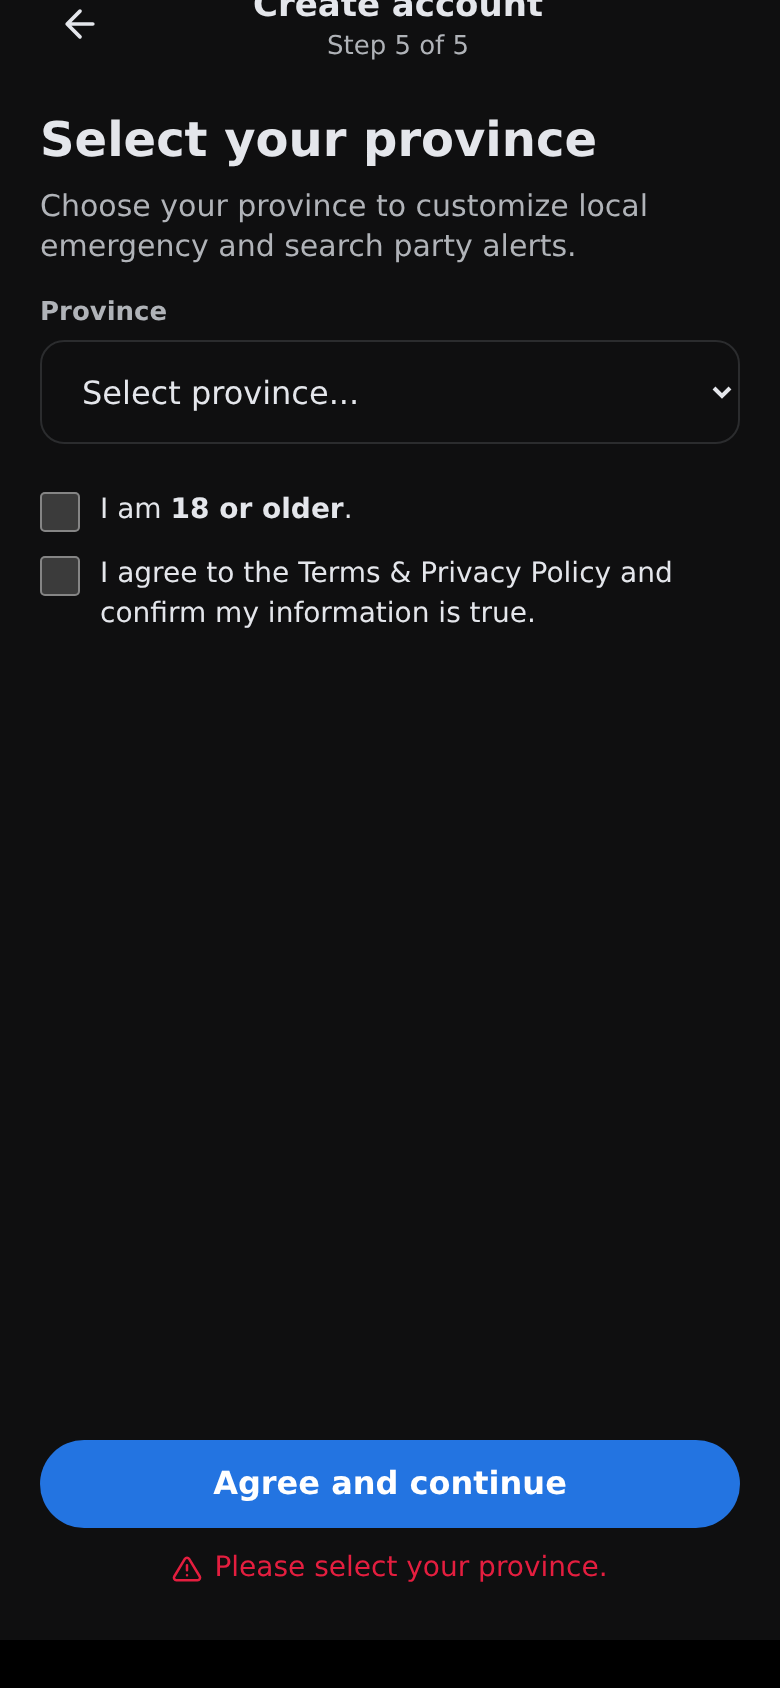 Create account
Step 5 of 5
Select your province
Choose your province to customize local
emergency and search party alerts.
Province
Select province...
I am 18 or older.
I agree to the Terms & Privacy Policy and
confirm my information is true.
Agree and continue
Please select your province.